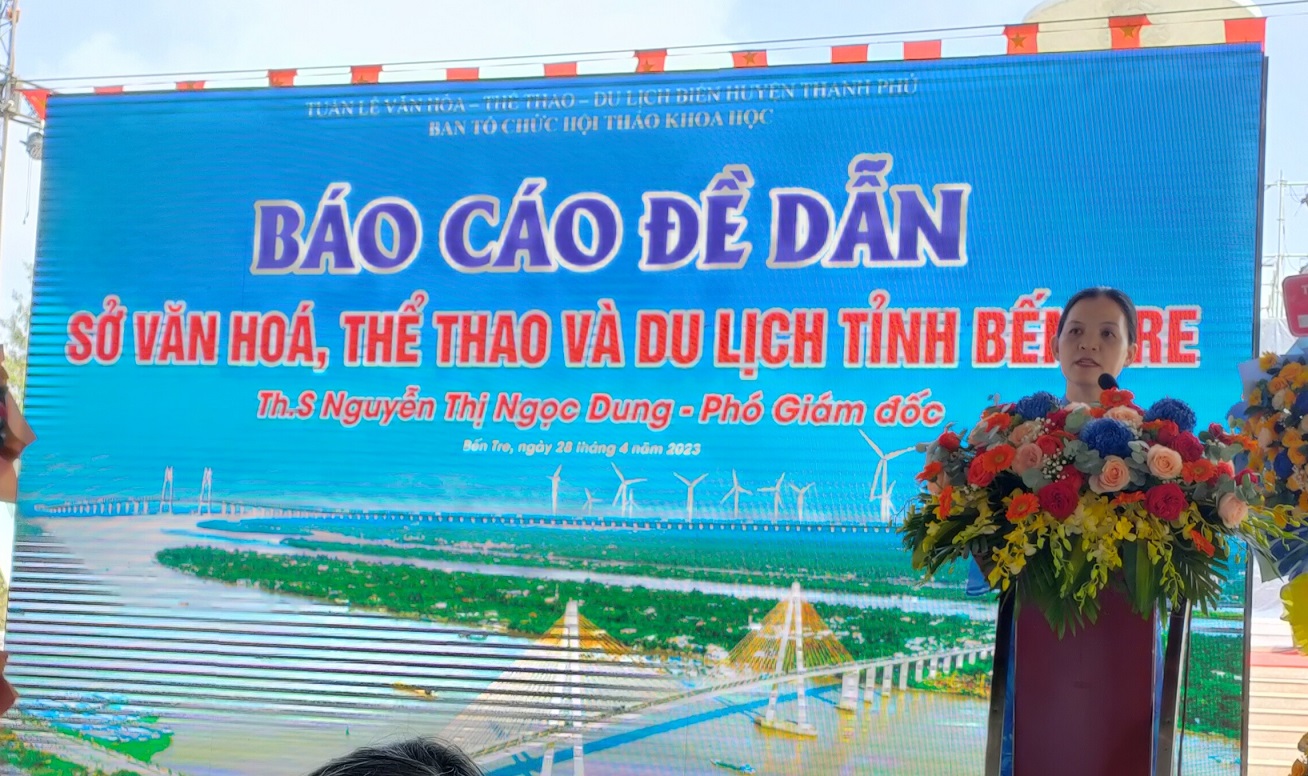 TUẦN LỄ VĂN HÓA – THỂ THAO – DU LỊCH BIỂN HUYỆN THẠNH PHÚ
BAN TỔ CHỨC HỘI THẢO KHOA HỌC
BÁO CÁO ĐỀ DẪN
SỞ VĂN HOÁ, THỂ THAO VÀ DU LỊCH TỈNH BẾN TRE
Th.S Nguyễn Thị Ngọc Dung - Phó Giám đốc
Bến Tre, ngày 28 tháng 4 năm 2023